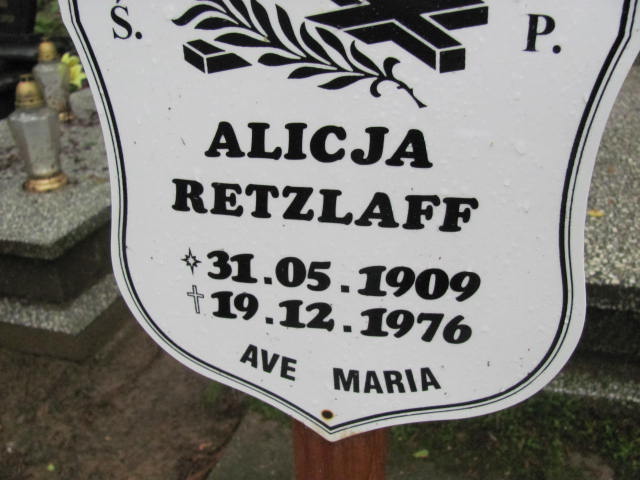 Ś. P.
ALICJA
RETZLAFF
31.05.1909
19.12.1976
AVE MARIA